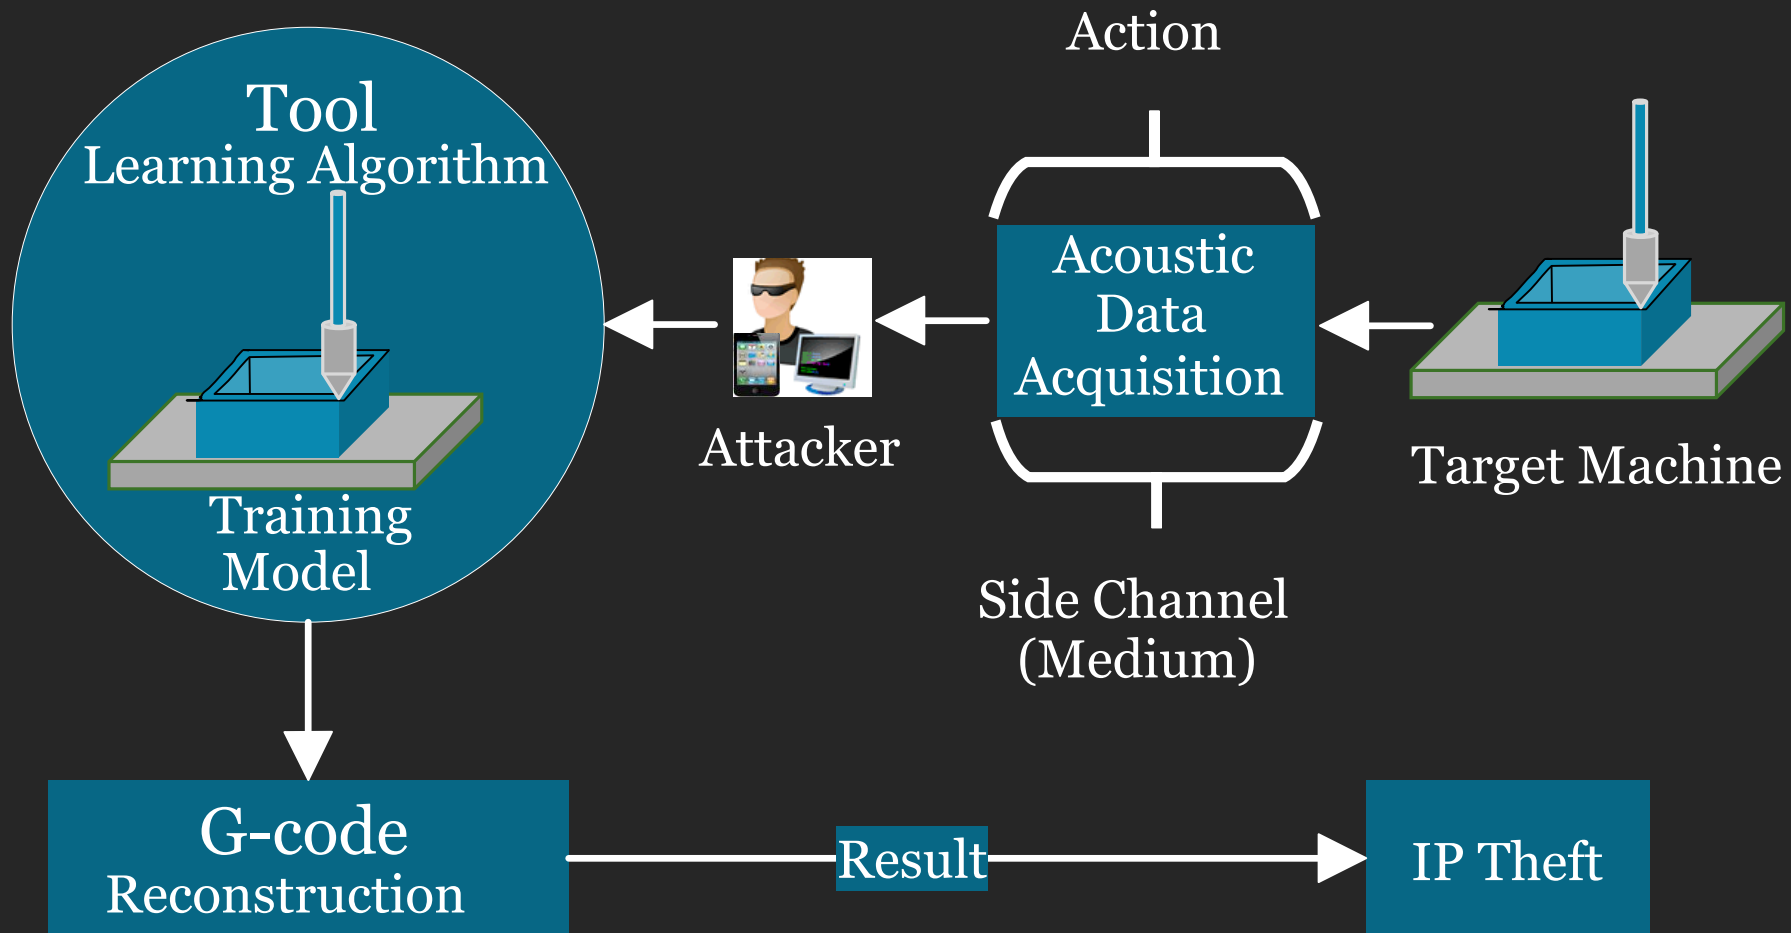 Tool
Learning Algorithm
Training
Model
Attacker
Action
Acoustic
Data
Acquisition
Side Channel
(Medium)
Target Machine
G-code
Reconstruction
Result
IP Theft